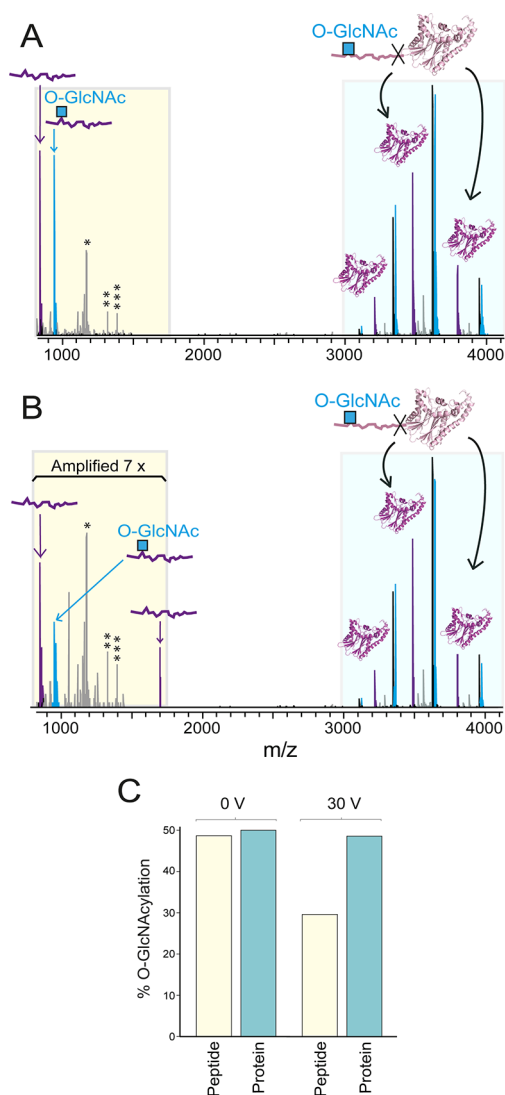 A
O-GlcNAc
O-GlcNAc
*
**
***
1000 2000 3000 4000
B
O-GlcNAc
Amplified 7 x
O-GlcNAc
*
**
***
1000 2000 3000 4000
m/z
C
0 V 30 V
% O-GlcNAcylation
50
40
30
20
10
0
Peptide Protein Peptide Protein